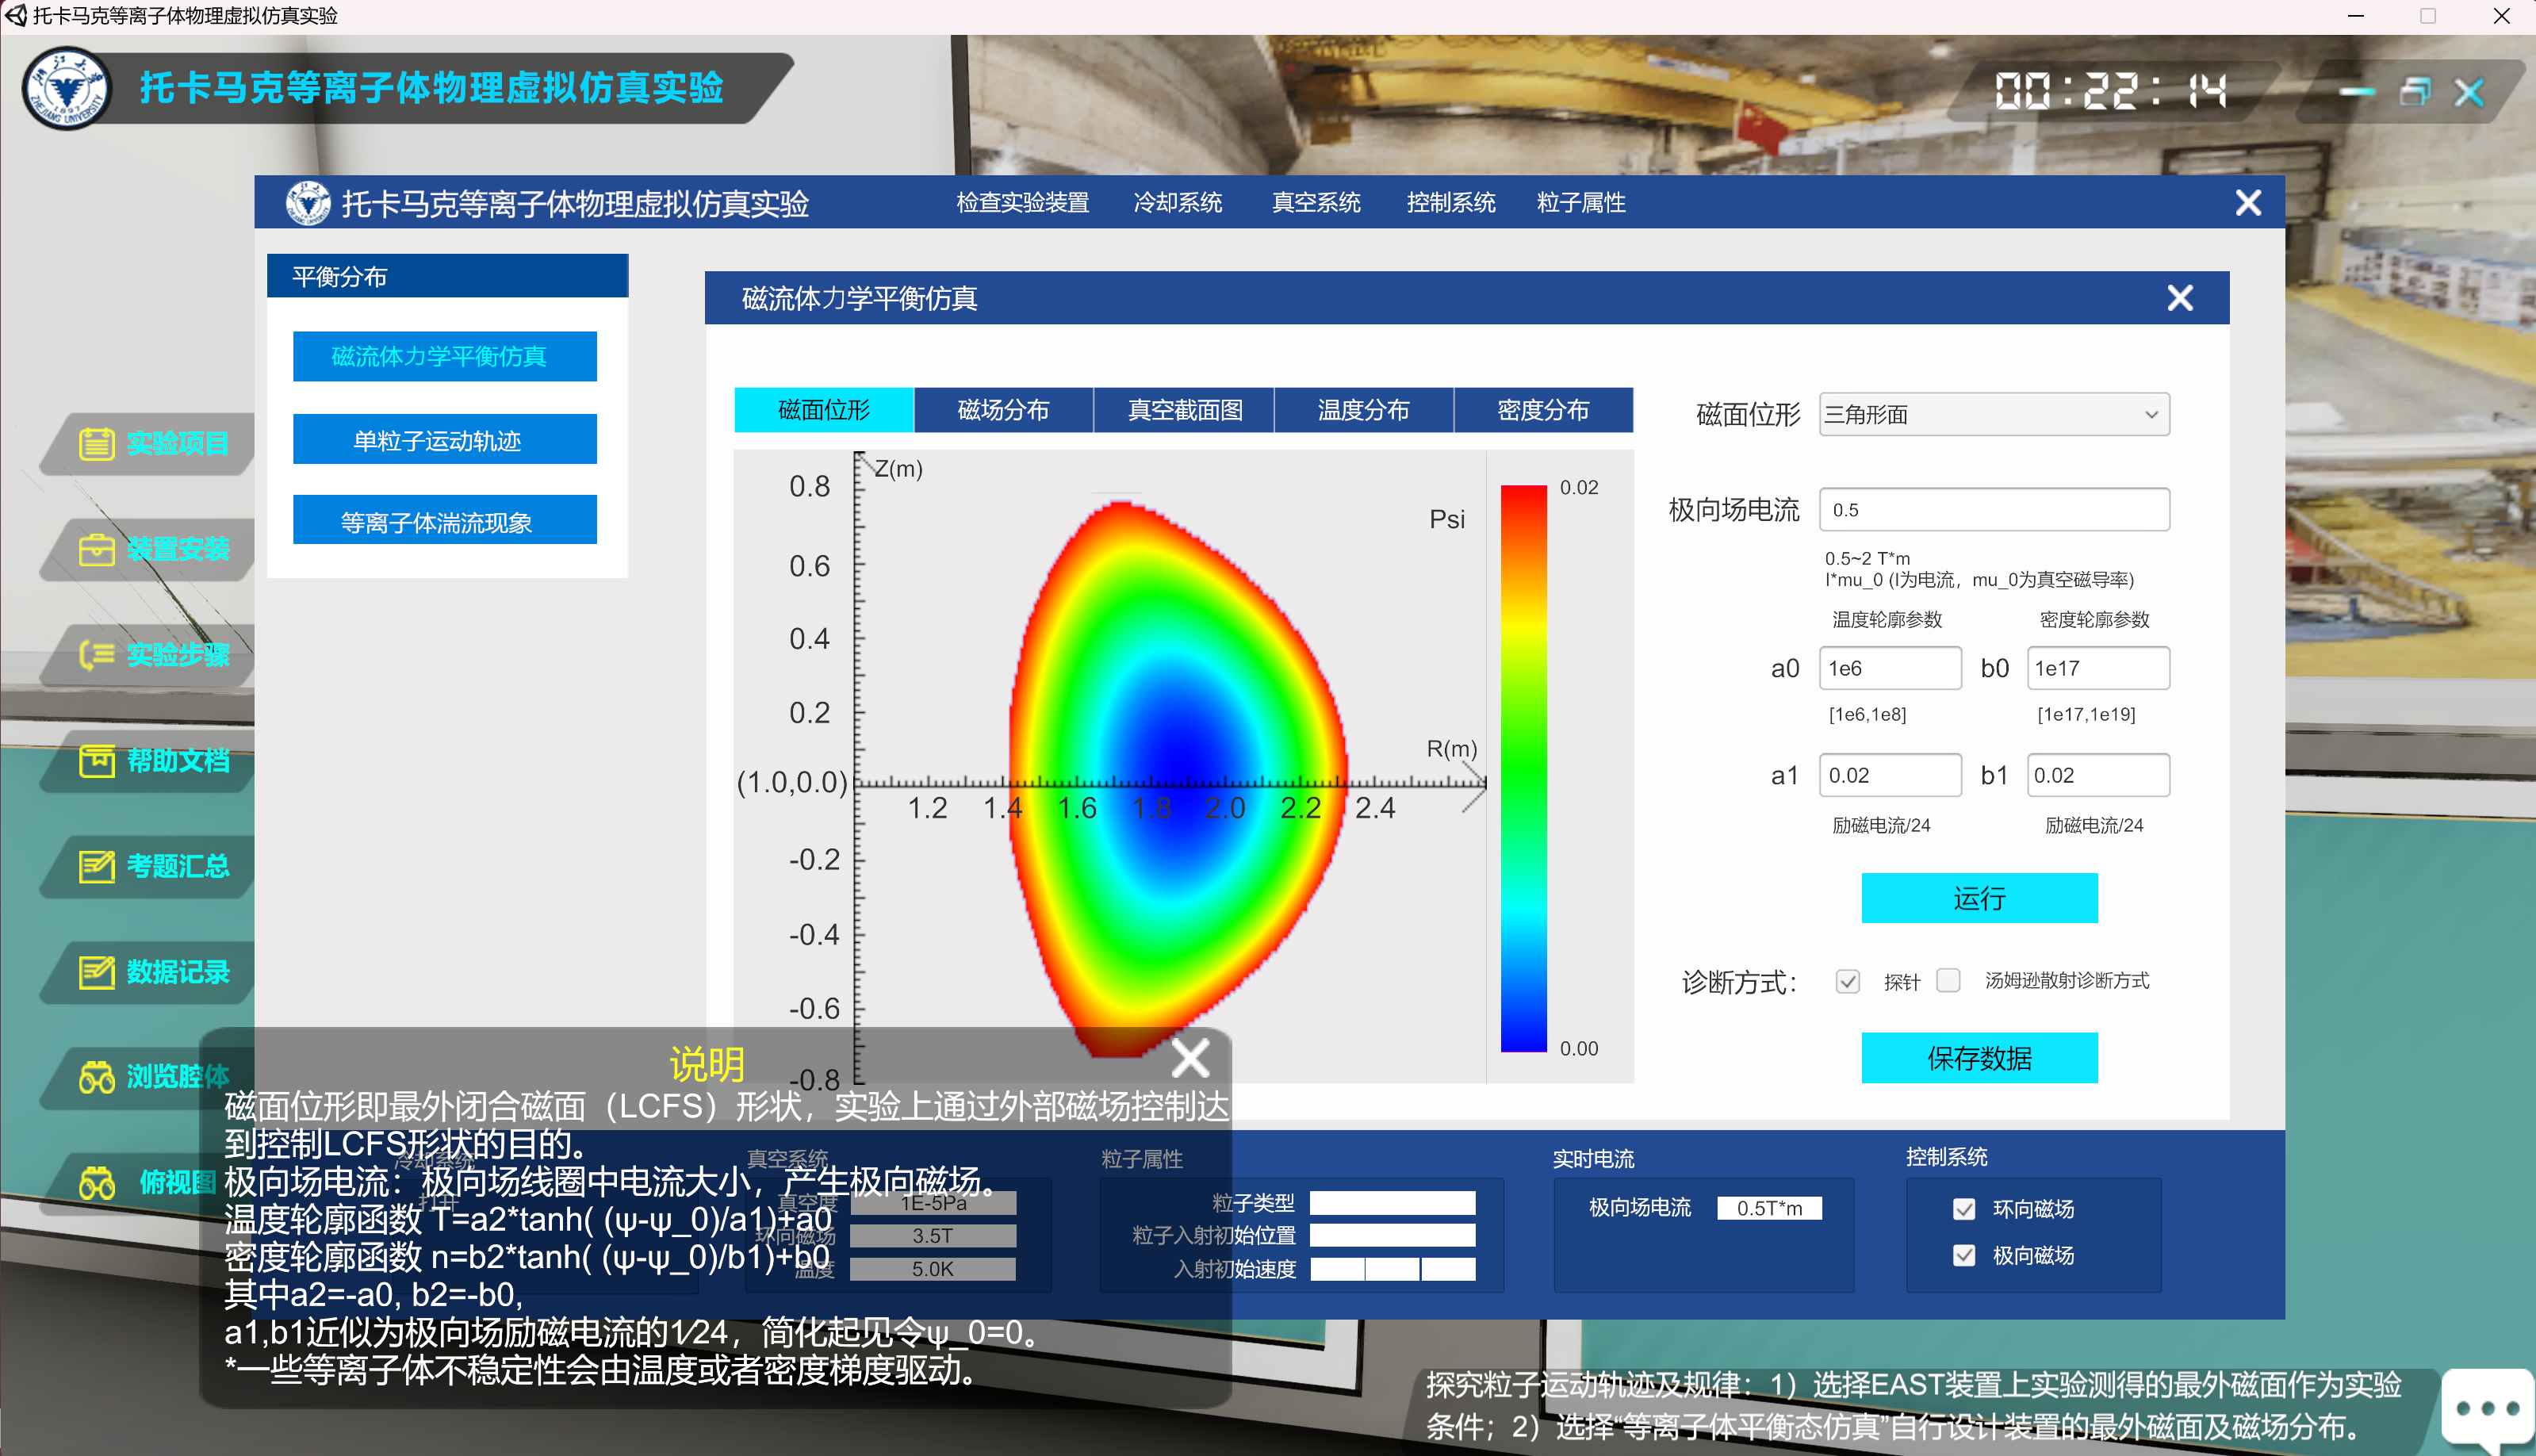 托卡马克等离子体物理虚拟仿真实验
托卡马克等离子体物理虚拟仿真实验
00:22:14
托卡马克等离子体物理虚拟仿真实验
检查实验装置 冷却系统 真空系统 控制系统 粒子属性
平衡分布
磁流体力学平衡仿真
单粒子运动轨迹
等离子体湍流现象
实验项目
装置安装
实验步骤
帮助文档
考题汇总
数据记录
浏览腔体
俯视图
磁流体力学平衡仿真
磁面位形 磁场分布 真空截面图 温度分布 密度分布
Z(m)
0.8
0.6
0.4
0.2
(1.0,0.0)
-0.2
-0.4
-0.6
-0.8
1.2 1.4 1.6 1.8 2.0 2.2 2.4
R(m)
Psi
0.02
0.00
磁面位形 三角形面
极向场电流 0.5
0.5~2 T*m
I*mu_0 (I为电流，mu_0为真空磁导率)
温度轮廓参数 密度轮廓参数
a0 1e6 b0 1e17
[1e6,1e8] [1e17,1e19]
a1 0.02 b1 0.02
励磁电流/24 励磁电流/24
运行
诊断方式： 探针 汤姆逊散射诊断方式
保存数据
说明
磁面位形即最外闭合磁面（LCFS）形状，实验上通过外部磁场控制达
到控制LCFS形状的目的。
极向场电流：极向场线圈中电流大小，产生极向磁场。
温度轮廓函数 T=a2*tanh( (ψ-ψ_0)/a1)+a0
密度轮廓函数 n=b2*tanh( (ψ-ψ_0)/b1)+b0
其中a2=-a0, b2=-b0,
a1,b1近似为极向场励磁电流的1/24，简化起见令ψ_0=0。
*一些等离子体不稳定性会由温度或者密度梯度驱动。
冷却系统
打开
真空系统
真空度 1E-5Pa
环向磁场 3.5T
温度 5.0K
粒子属性
粒子类型
粒子入射初始位置
入射初始速度
实时电流
极向场电流 0.5T*m
控制系统
环向磁场
极向磁场
探究粒子运动轨迹及规律：1）选择EAST装置上实验测得的最外磁面作为实验
条件；2）选择“等离子体平衡态仿真”自行设计装置的最外磁面及磁场分布。